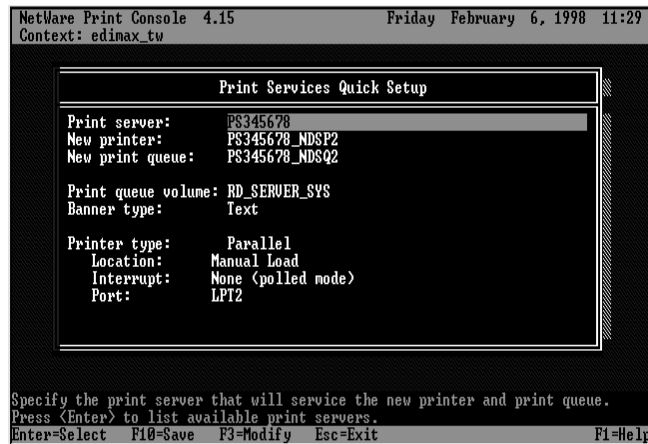 NetWare Print Console 4.15 Friday February 6, 1998 11:29
Context: edimax_tw
Print Services Quick Setup
Print server: PS345678
New printer: PS345678_NDSP2
New print queue: PS345678_NDSQ2
Print queue volume: RD_SERVER_SYS
Banner type: Text
Printer type: Parallel
Location: Manual Load
Interrupt: None (polled mode)
Port: LPT2
Specify the print server that will service the new printer and print queue.
Press <Enter> to list available print servers.
Enter=Select F10=Save F3=Modify Esc=Exit F1=Help